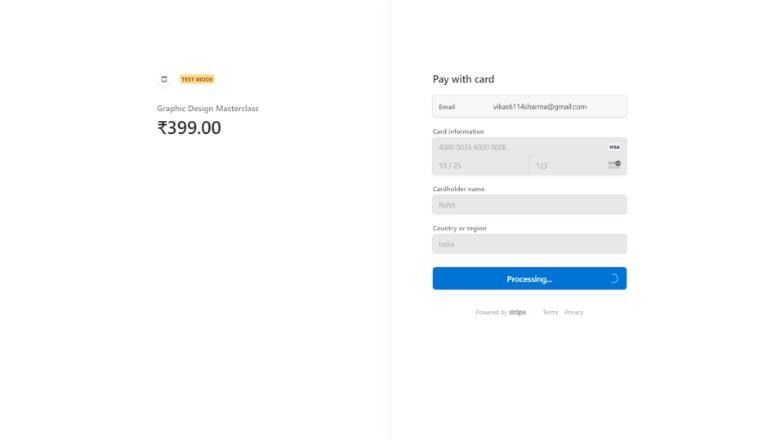 TEST MODE
Graphic Design Masterclass
₹399.00
Pay with card
Email vikas6114sharma@gmail.com
Card information
4000 0035 6000 0008 VISA
10 / 25 123
Cardholder name
Rohit
Country or region
India
Processing...
Powered by stripe Terms Privacy